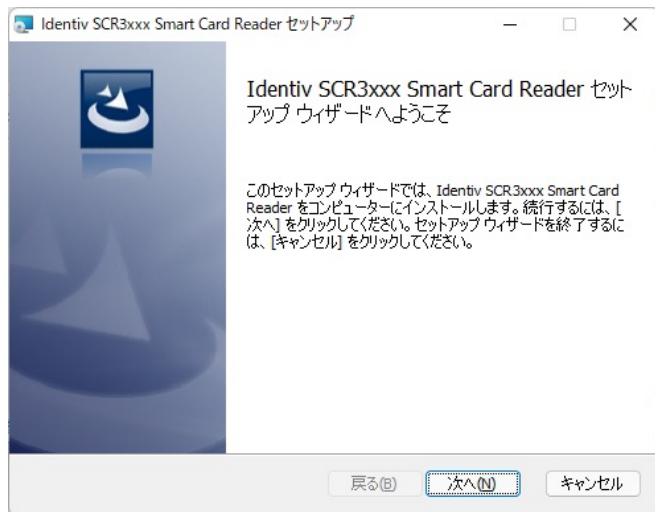 Identiv SCR3xxx Smart Card Reader セットアップ
Identiv SCR3xxx Smart Card Reader セット
アップ ウィザードへようこそ
このセットアップ ウィザードでは、Identiv SCR3xxx Smart Card
Reader をコンピューターにインストールします。続行するには、[
次へ] をクリックしてください。セットアップ ウィザードを終了するに
は、[キャンセル] をクリックしてください。
戻る(B) 次へ(N) キャンセル